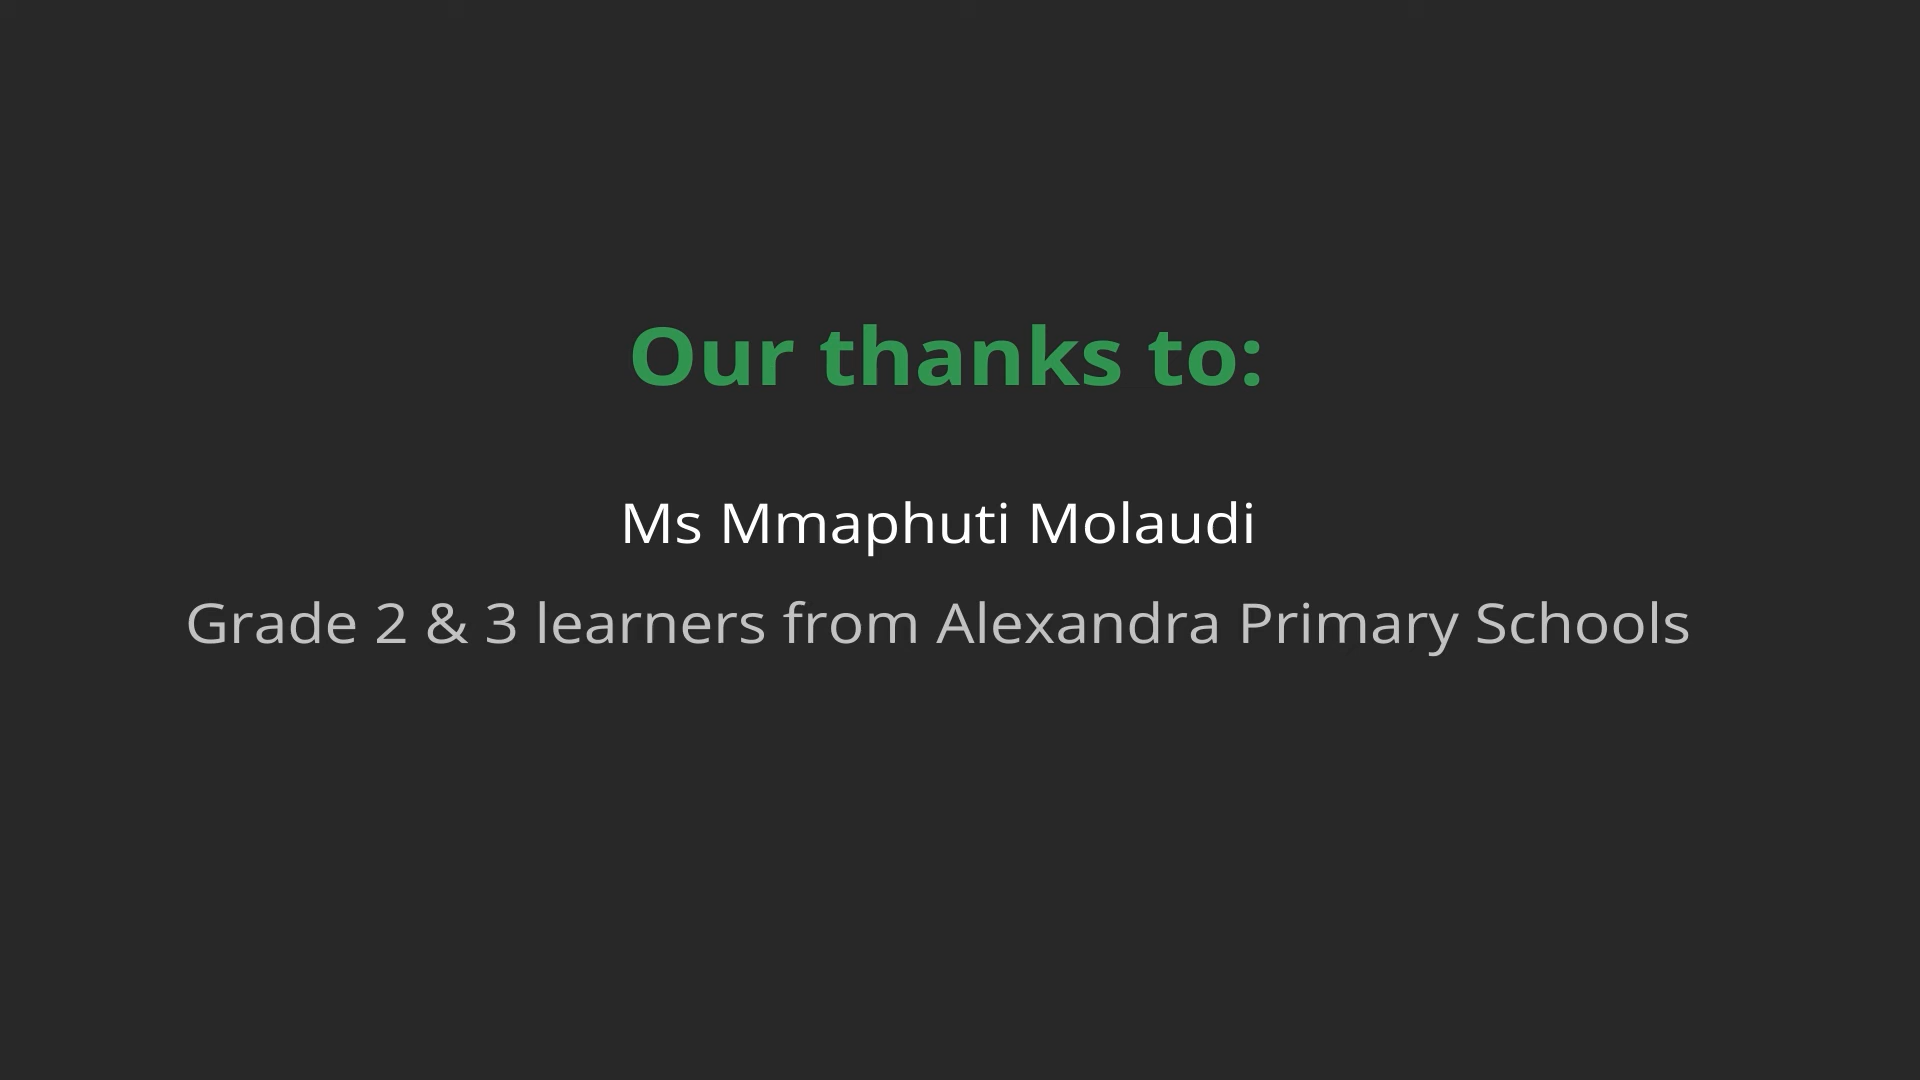 Our thanks to:
Ms Mmaphuti Molaudi
Grade 2 & 3 learners from Alexandra Primary Schools